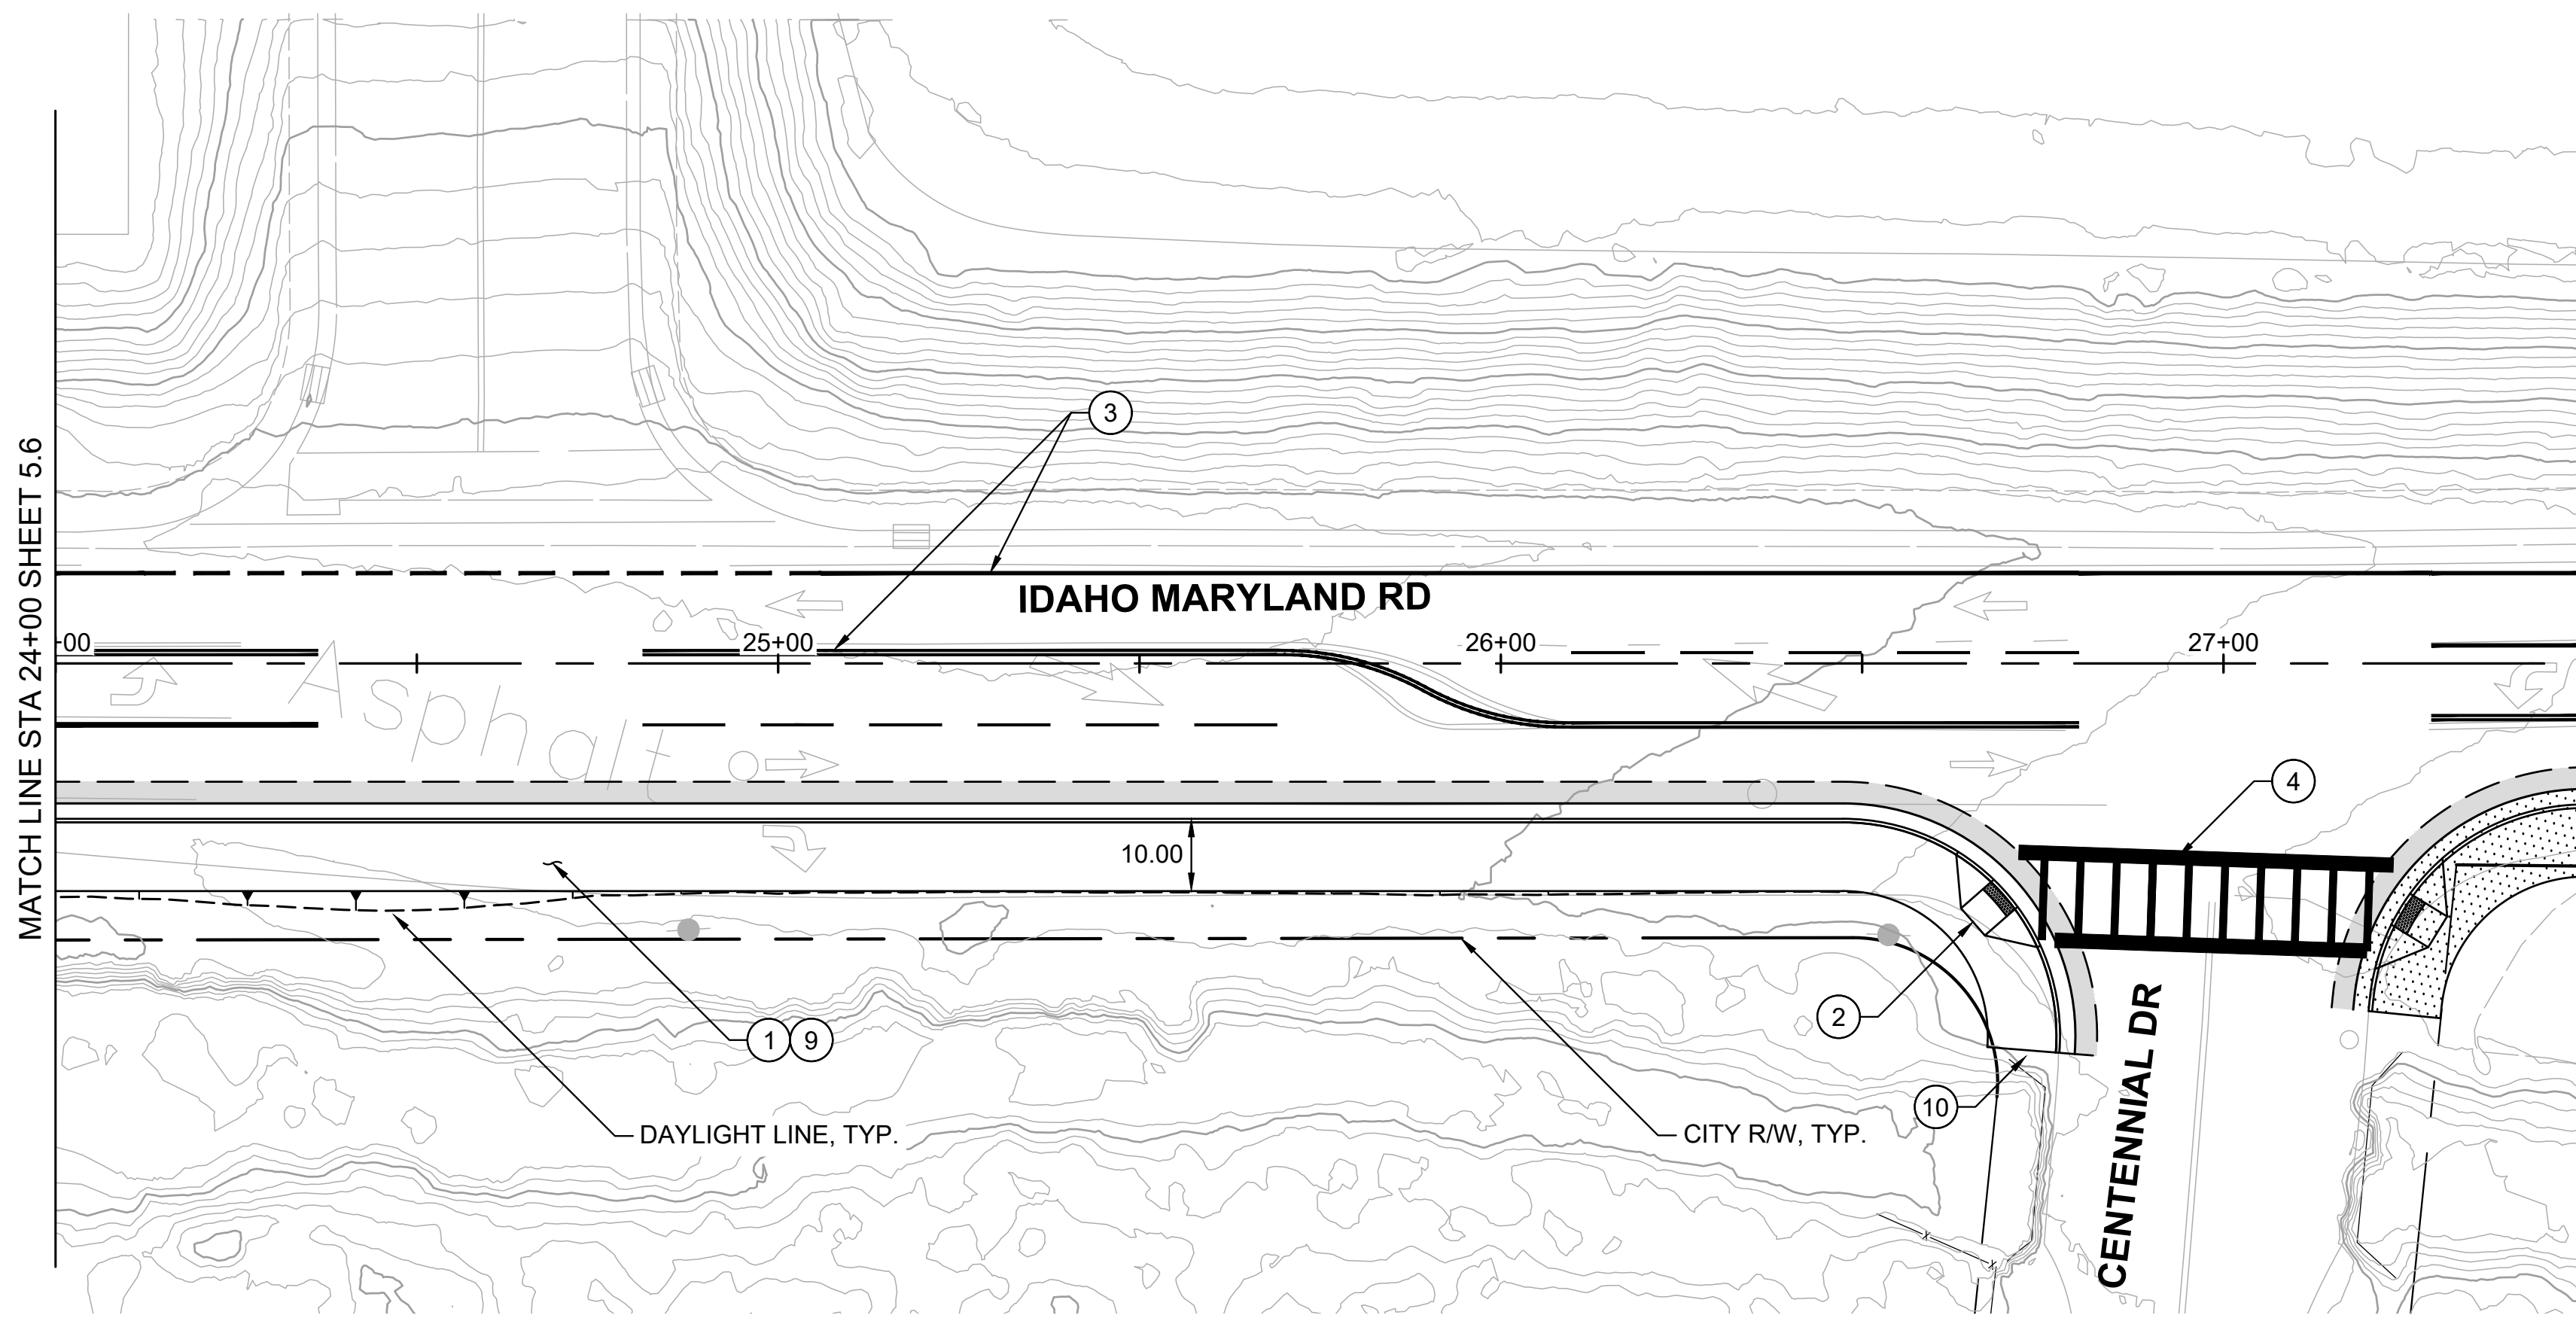 MATCH LINE STA 24+00 SHEET 5.6
3
IDAHO MARYLAND RD
+00
25+00
26+00
27+00
Asphalt
4
10.00
2
1 9
10
DAYLIGHT LINE, TYP.
CITY R/W, TYP.
CENTENNIAL DR